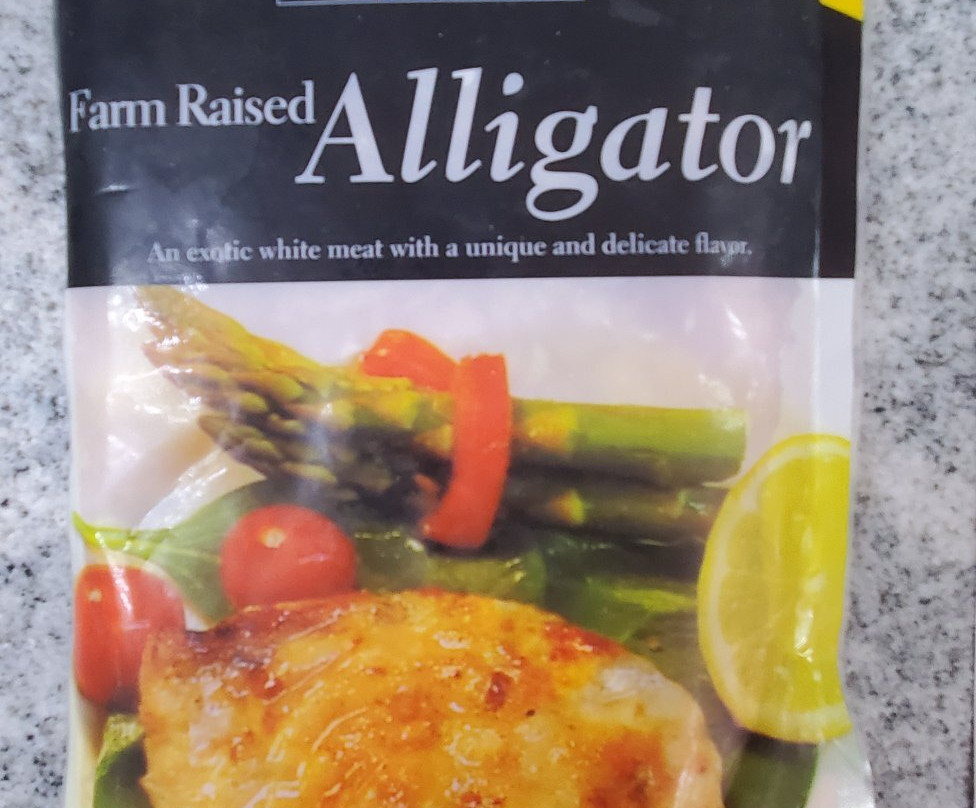 Farm Raised Alligator
An exotic white meat with a unique and delicate flavor.